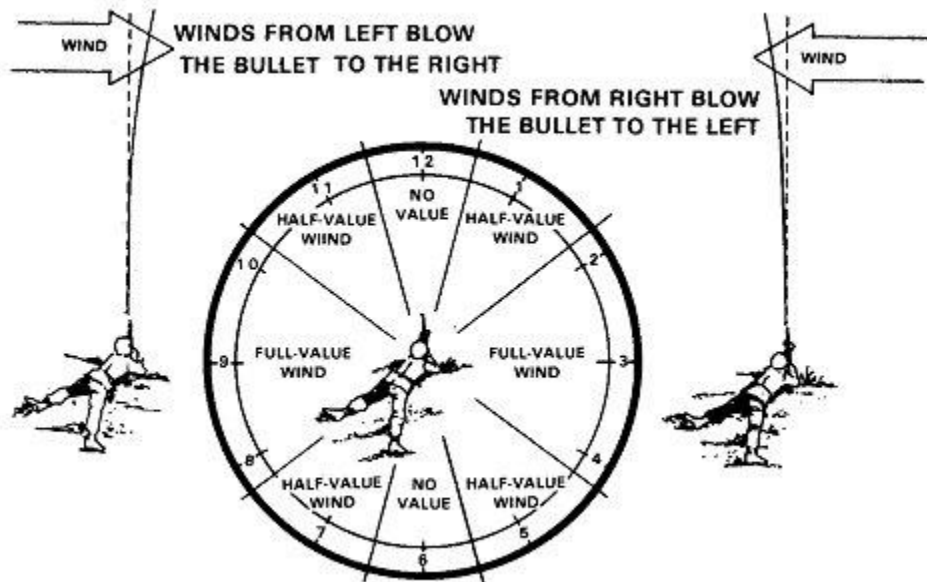 WIND
WINDS FROM LEFT BLOW
THE BULLET TO THE RIGHT
WIND
WINDS FROM RIGHT BLOW
THE BULLET TO THE LEFT
12
11
1
NO
VALUE
HALF-VALUE
WIIND
HALF-VALUE
WIND
10
2
9
FULL-VALUE
WIND
FULL-VALUE
WIND
3
8
4
HALF-VALUE
WIND
NO
VALUE
HALF-VALUE
WIND
7
5
6